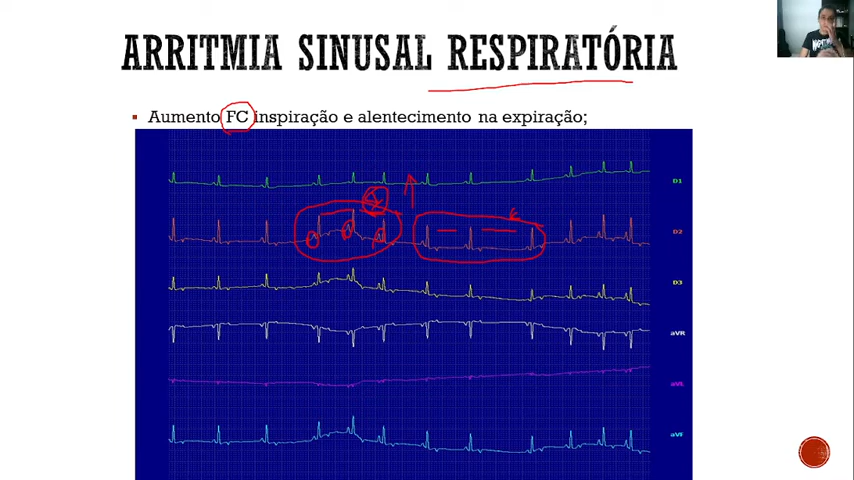 ARRITMIA SINUSAL RESPIRATÓRIA
Aumento FC inspiração e alentecimento na expiração;
D1
D2
D3
aVR
aVL
aVF